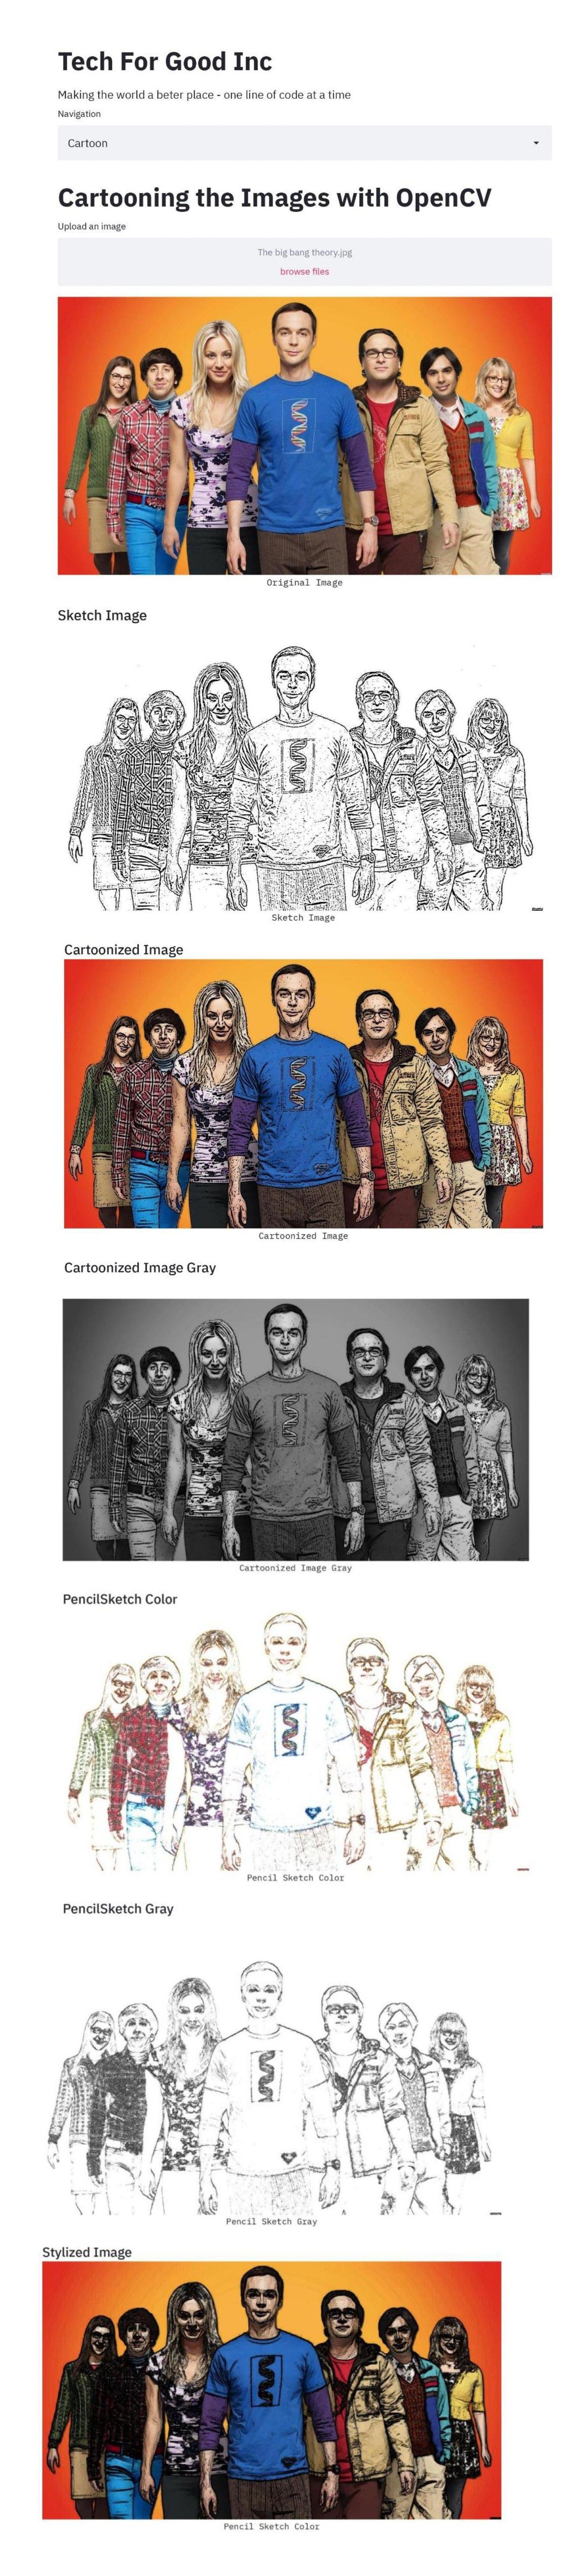 Tech For Good Inc
Making the world a beter place - one line of code at a time
Navigation
Cartoon
Cartooning the Images with OpenCV
Upload an image
The big bang theory.jpg
browse files
Original Image
Sketch Image
Sketch Image
Cartoonized Image
Cartoonized Image
Cartoonized Image Gray
Cartoonized Image Gray
PencilSketch Color
Pencil Sketch Color
PencilSketch Gray
Pencil Sketch Gray
Stylized Image
Pencil Sketch Color